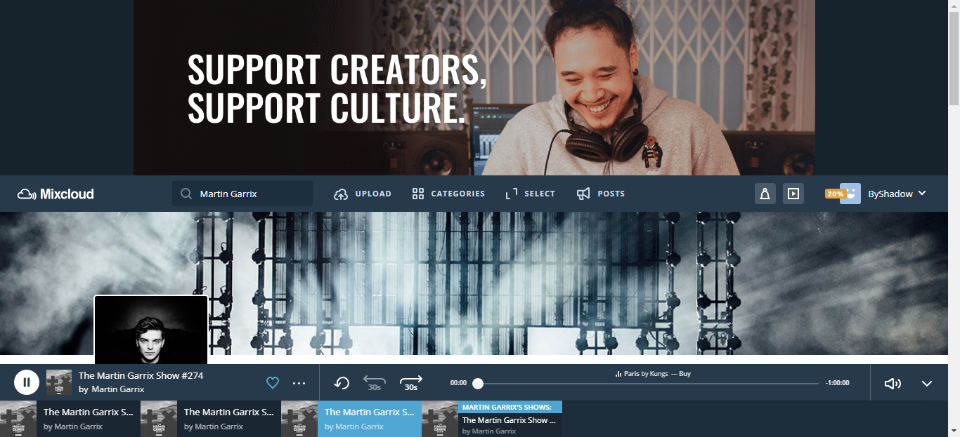 SUPPORT CREATORS,
SUPPORT CULTURE.
Mixcloud
Martin Garrix
UPLOAD
CATEGORIES
SELECT
POSTS
20%
ByShadow
The Martin Garrix Show #274
by Martin Garrix
30s
30s
00:00
Paris by Kungs — Buy
-1:00:00
The Martin Garrix S...
by Martin Garrix
The Martin Garrix S...
by Martin Garrix
The Martin Garrix S...
by Martin Garrix
MARTIN GARRIX'S SHOWS:
The Martin Garrix Show ...
by Martin Garrix